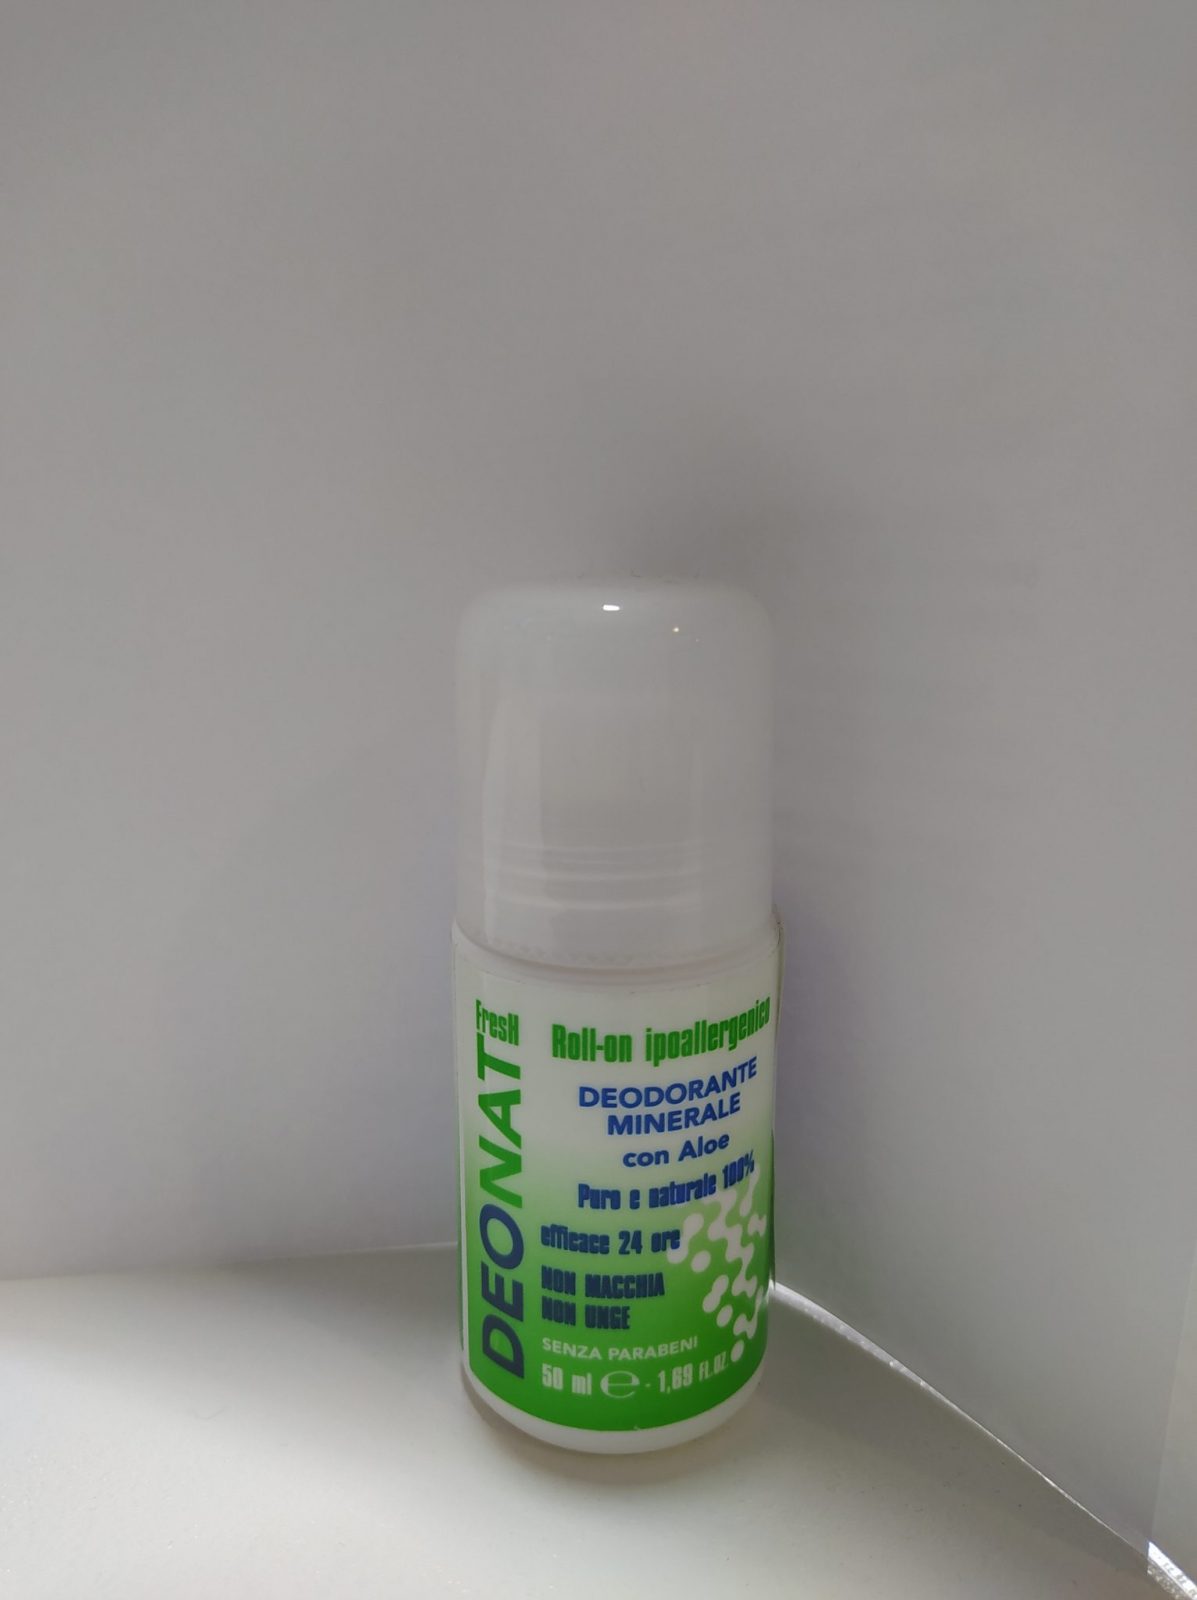 DEONAT FresH
Roll-on ipoallergenico
DEODORANTE
MINERALE
con Aloe
Puro e naturale 100%
efficace 24 ore
NON MACCHIA
NON UNGE
SENZA PARABENI
50 ml e - 1,69 FL.OZ.